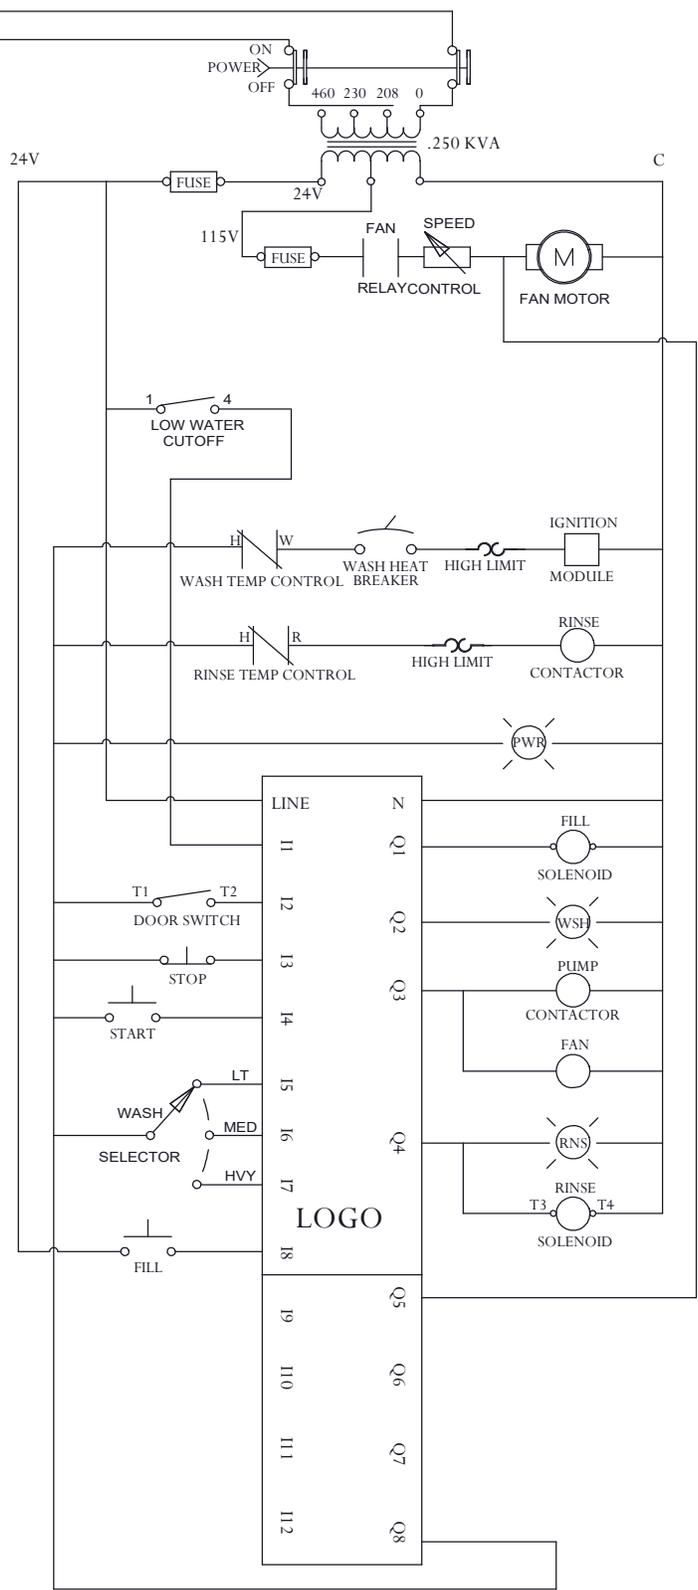 ON
POWER
OFF
460 230 208 0
.250 KVA
24V
C
FUSE
24V
115V
FAN
SPEED
FUSE
M
RELAY
CONTROL
FAN MOTOR
1
4
LOW WATER
CUTOFF
H
W
WASH TEMP CONTROL
WASH HEAT
BREAKER
HIGH LIMIT
IGNITION
MODULE
H
R
RINSE TEMP CONTROL
HIGH LIMIT
RINSE
CONTACTOR
PWR
LINE
N
I1
Q1
FILL
SOLENOID
T1
T2
DOOR SWITCH
I2
Q2
WSH
STOP
I3
Q3
PUMP
CONTACTOR
START
I4
FAN
LT
I5
WASH
MED
I6
SELECTOR
Q4
RNS
HVY
I7
RINSE
T3
T4
SOLENOID
LOGO
I8
FILL
Q5
I9
I10
Q6
I11
Q7
I12
Q8